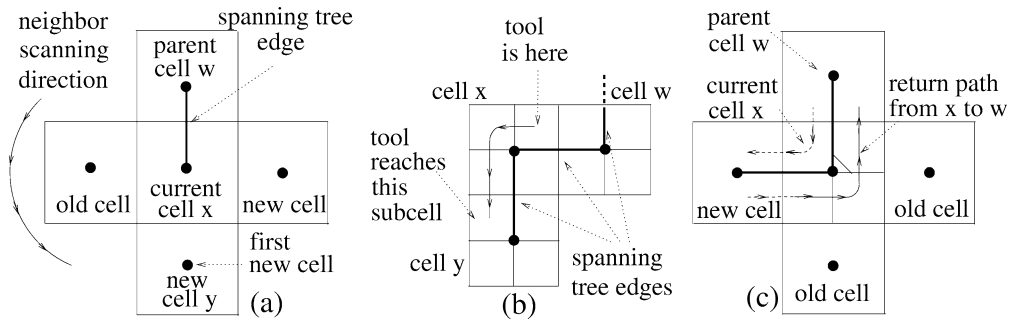 neighbor
scanning
direction
spanning tree
edge
parent
cell w
old cell
current
cell x
new cell
first
new cell
new
cell y
(a)
tool
is here
cell x
cell w
tool
reaches
this
subcell
cell y
spanning
tree edges
(b)
parent
cell w
current
cell x
return path
from x to w
new cell
old cell
old cell
(c)